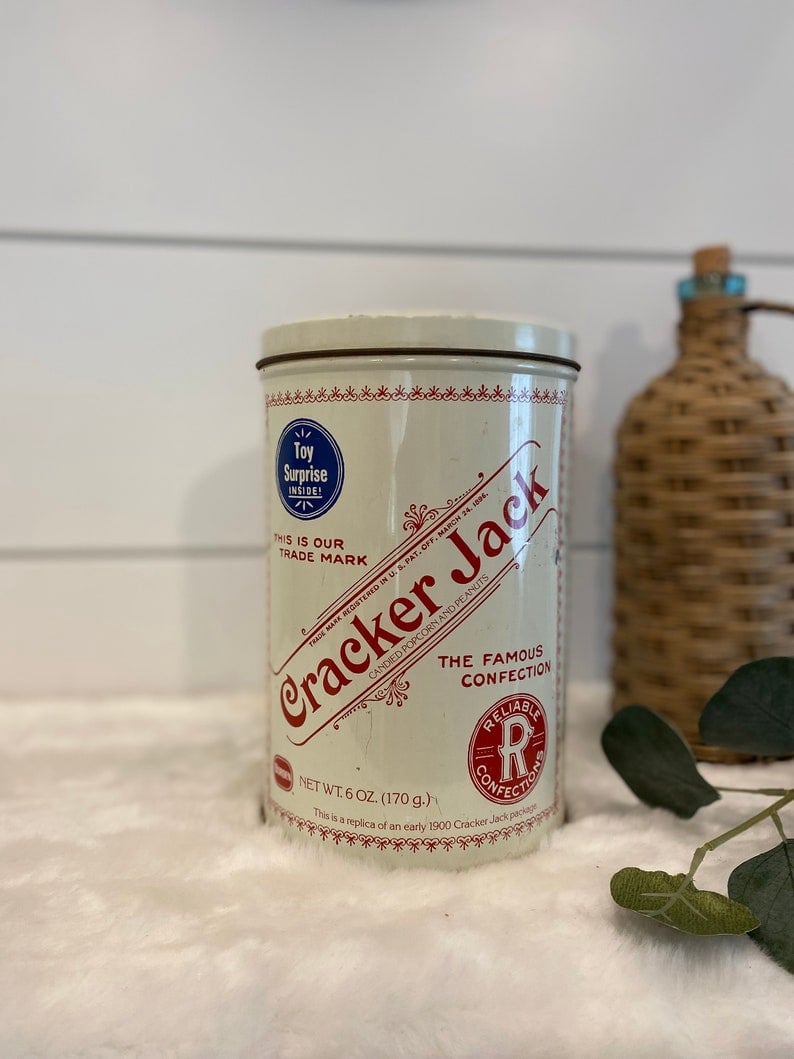 Toy
Surprise
INSIDE!
THIS IS OUR
TRADE MARK
TRADE MARK REGISTERED IN U.S. PAT. OFF. MARCH 24, 1896.
Cracker Jack
CANDIED POPCORN AND PEANUTS
THE FAMOUS
CONFECTION
RELIABLE
R
CONFECTIONS
BORDEN
NET WT. 6 OZ. (170 g.)
This is a replica of an early 1900 Cracker Jack package.